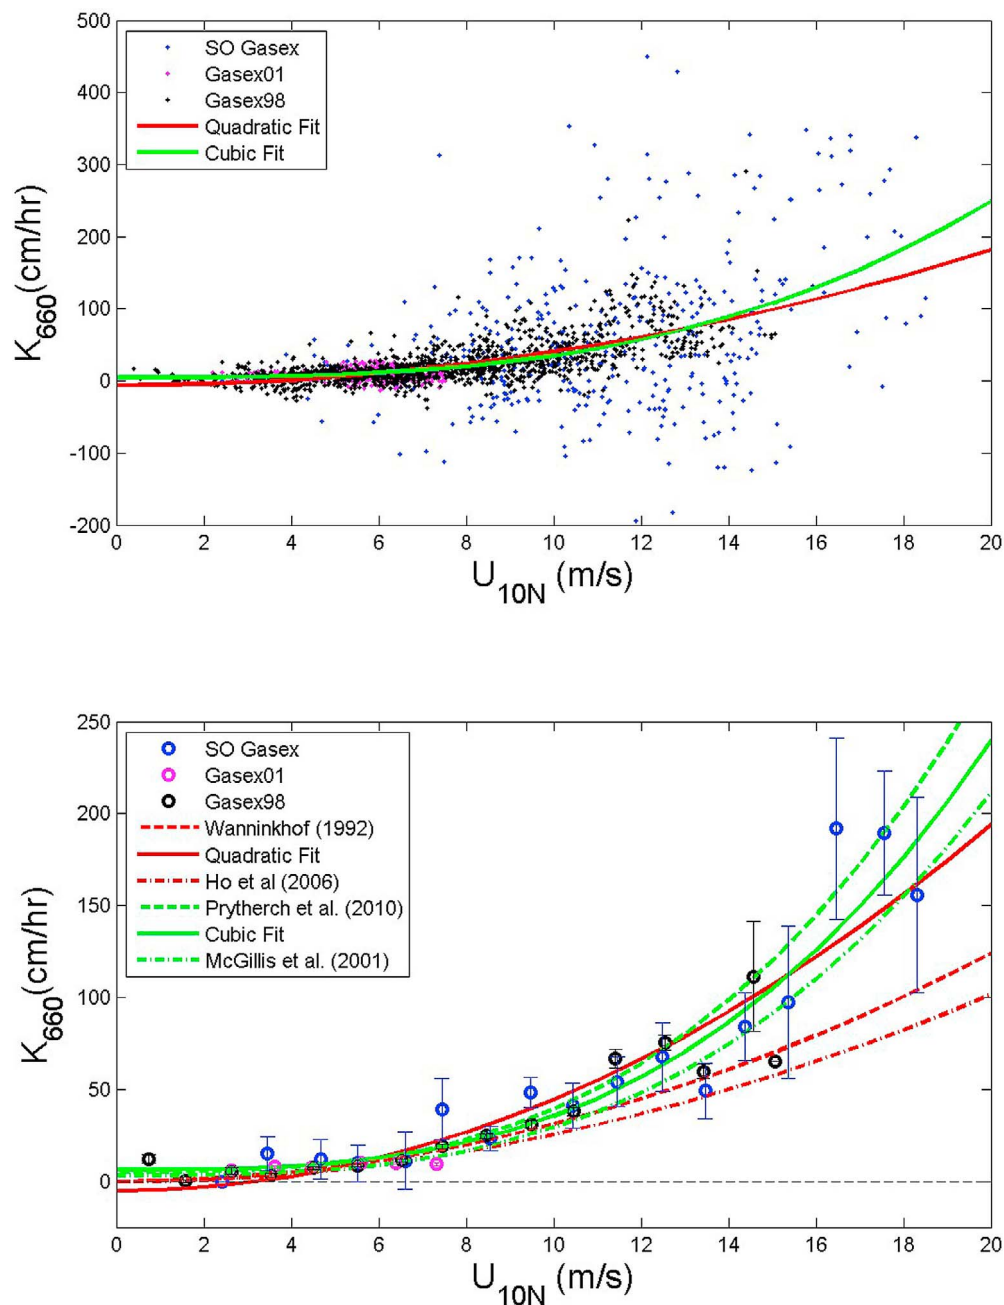 500
400
300
200
100
0
-100
-200
K660(cm/hr)
SO Gasex
Gasex01
Gasex98
Quadratic Fit
Cubic Fit
0 2 4 6 8 10 12 14 16 18 20
U10N (m/s)
250
200
150
100
50
0
K660(cm/hr)
SO Gasex
Gasex01
Gasex98
Wanninkhof (1992)
Quadratic Fit
Ho et al (2006)
Prytherch et al. (2010)
Cubic Fit
McGillis et al. (2001)
0 2 4 6 8 10 12 14 16 18 20
U10N (m/s)